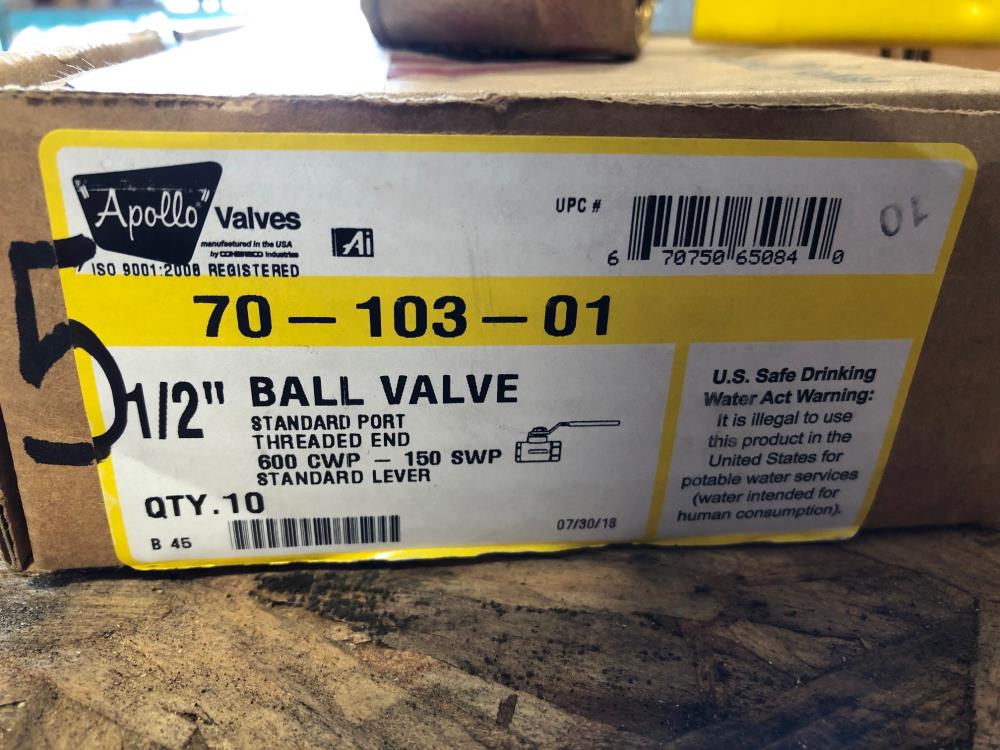 "Apollo" Valves
manufactured in the USA
by CONBRACO Industries
ISO 9001:2008 REGISTERED
Ai
UPC #
6 70750 65084 0
10
5
70-103-01
1/2" BALL VALVE
STANDARD PORT
THREADED END
600 CWP - 150 SWP
STANDARD LEVER
QTY.10
B 45
07/30/18
U.S. Safe Drinking
Water Act Warning:
It is illegal to use
this product in the
United States for
potable water services
(water intended for
human consumption).